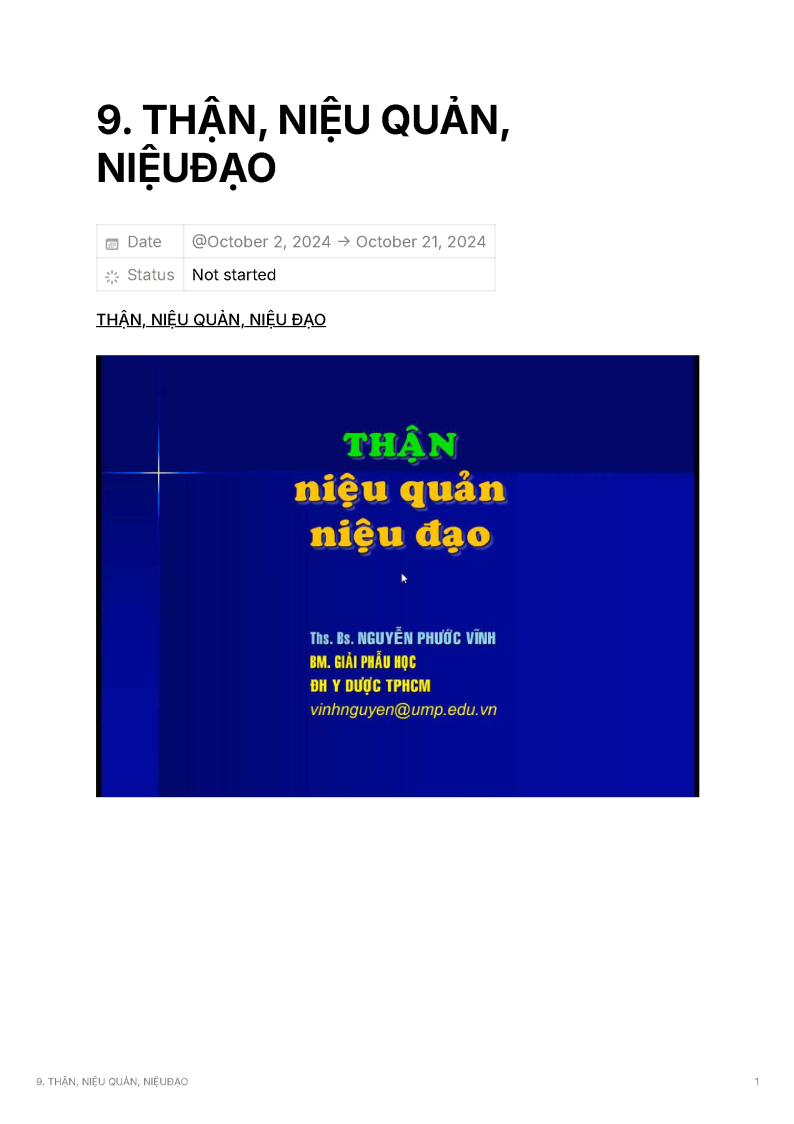 9. THẬN, NIỆU QUẢN,
NIỆUĐẠO
Date @October 2, 2024 → October 21, 2024
Status Not started
THẬN, NIỆU QUẢN, NIỆU ĐẠO
THẬN
niệu quản
niệu đạo
Ths. Bs. NGUYỄN PHƯỚC VĨNH
BM. GIẢI PHẪU HỌC
ĐH Y DƯỢC TPHCM
vinhnguyen@ump.edu.vn
9. THẬN, NIỆU QUẢN, NIỆUĐẠO 1